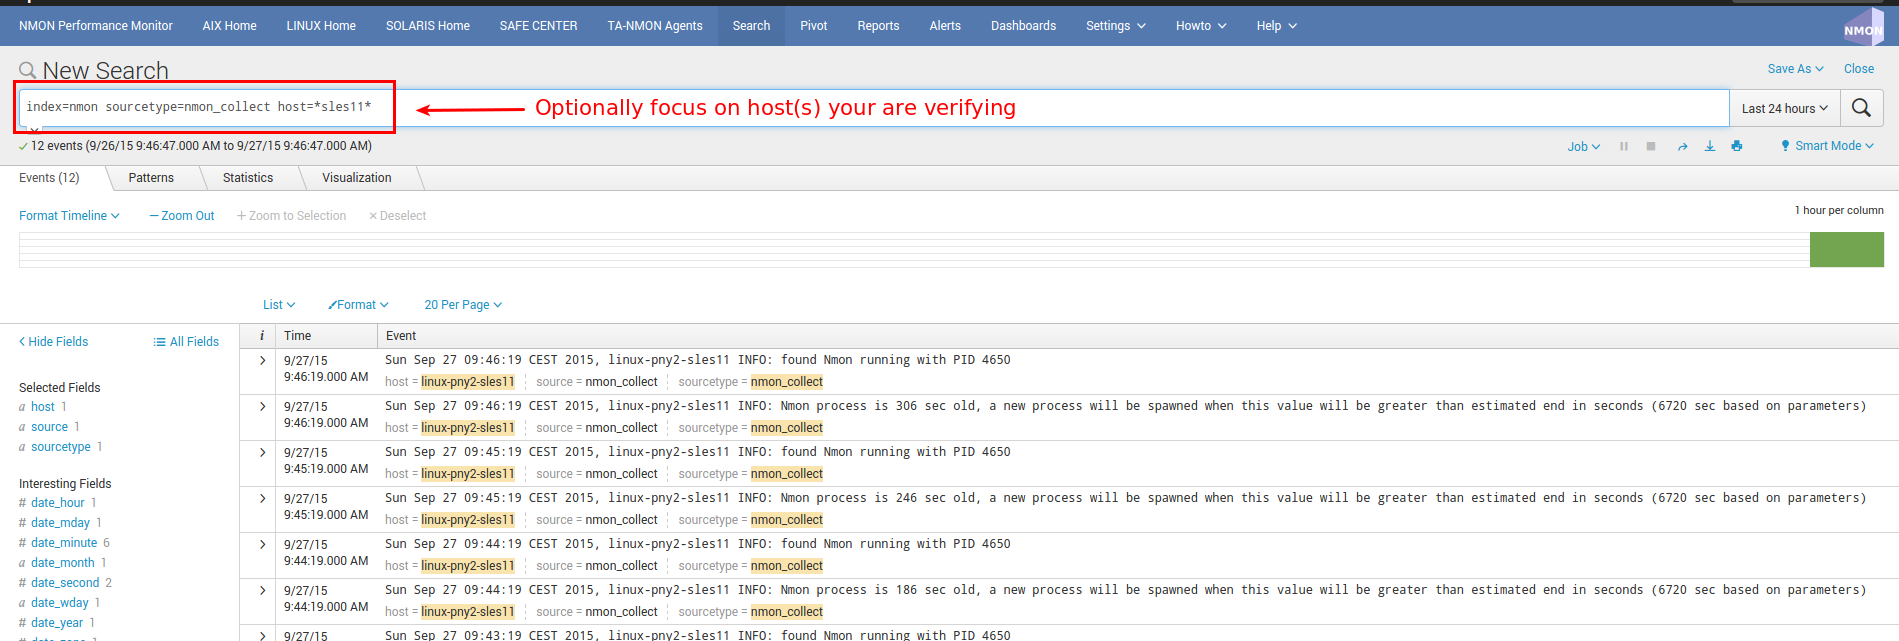 NMON Performance Monitor AIX Home LINUX Home SOLARIS Home SAFE CENTER TA-NMON Agents Search Pivot Reports Alerts Dashboards Settings Howto Help NMON
New Search Save As Close
index=nmon sourcetype=nmon_collect host=*sles11* Optionally focus on host(s) your are verifying Last 24 hours
12 events (9/26/15 9:46:47.000 AM to 9/27/15 9:46:47.000 AM) Job Smart Mode
Events (12) Patterns Statistics Visualization
Format Timeline — Zoom Out + Zoom to Selection × Deselect 1 hour per column
List Format 20 Per Page
< Hide Fields All Fields
Selected Fields
a host 1
a source 1
a sourcetype 1
Interesting Fields
# date_hour 1
# date_mday 1
# date_minute 6
a date_month 1
# date_second 2
a date_wday 1
# date_year 1
# date_zone 1
i Time Event
> 9/27/15 Sun Sep 27 09:46:19 CEST 2015, linux-pny2-sles11 INFO: found Nmon running with PID 4650
9:46:19.000 AM host = linux-pny2-sles11 source = nmon_collect sourcetype = nmon_collect
> 9/27/15 Sun Sep 27 09:46:19 CEST 2015, linux-pny2-sles11 INFO: Nmon process is 306 sec old, a new process will be spawned when this value will be greater than estimated end in seconds (6720 sec based on parameters)
9:46:19.000 AM host = linux-pny2-sles11 source = nmon_collect sourcetype = nmon_collect
> 9/27/15 Sun Sep 27 09:45:19 CEST 2015, linux-pny2-sles11 INFO: found Nmon running with PID 4650
9:45:19.000 AM host = linux-pny2-sles11 source = nmon_collect sourcetype = nmon_collect
> 9/27/15 Sun Sep 27 09:45:19 CEST 2015, linux-pny2-sles11 INFO: Nmon process is 246 sec old, a new process will be spawned when this value will be greater than estimated end in seconds (6720 sec based on parameters)
9:45:19.000 AM host = linux-pny2-sles11 source = nmon_collect sourcetype = nmon_collect
> 9/27/15 Sun Sep 27 09:44:19 CEST 2015, linux-pny2-sles11 INFO: found Nmon running with PID 4650
9:44:19.000 AM host = linux-pny2-sles11 source = nmon_collect sourcetype = nmon_collect
> 9/27/15 Sun Sep 27 09:44:19 CEST 2015, linux-pny2-sles11 INFO: Nmon process is 186 sec old, a new process will be spawned when this value will be greater than estimated end in seconds (6720 sec based on parameters)
9:44:19.000 AM host = linux-pny2-sles11 source = nmon_collect sourcetype = nmon_collect
> 9/27/15 Sun Sep 27 09:43:19 CEST 2015, linux-pny2-sles11 INFO: found Nmon running with PID 4650